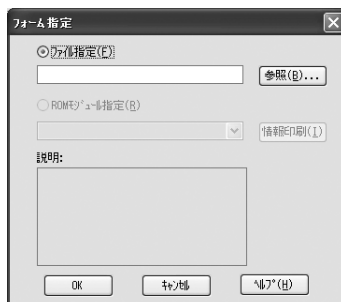 フォーム指定
ﾌｧｲﾙ指定(F)
参照(B)...
ROMﾓｼﾞｭｰﾙ指定(R)
情報印刷(I)
説明:
OK
ｷｬﾝｾﾙ
ﾍﾙﾌﾟ(H)